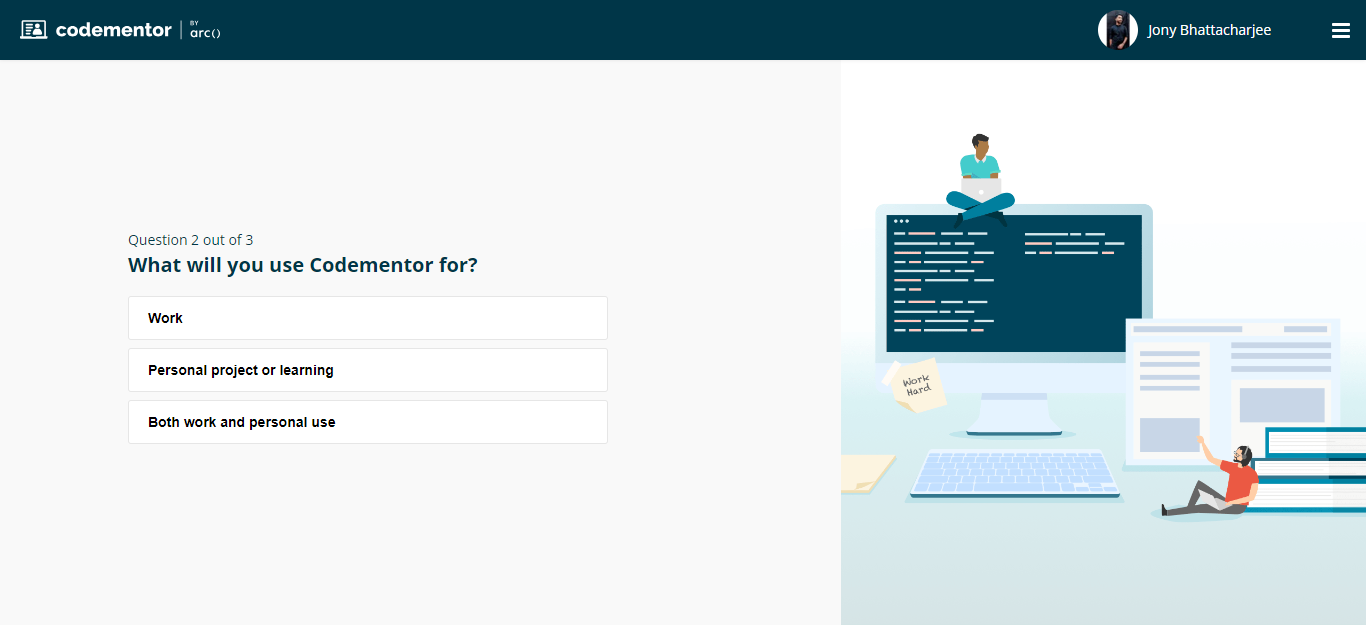 codementor
BY
arc()
Jony Bhattacharjee
Question 2 out of 3
What will you use Codementor for?
Work
Personal project or learning
Both work and personal use
Work
Hard